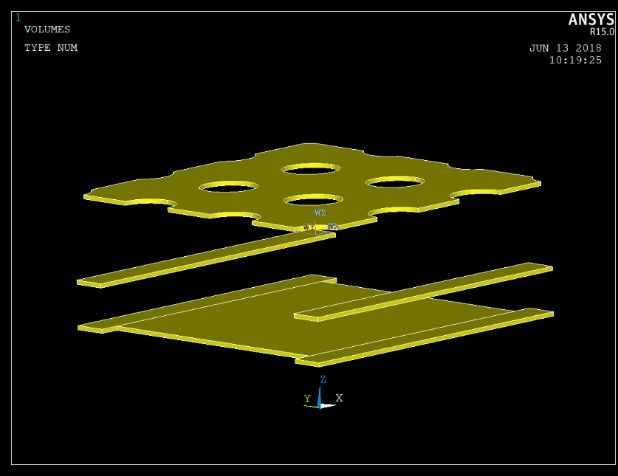 1
VOLUMES
TYPE NUM
ANSYS
R15.0
JUN 13 2018
10:19:25
WZ
Z
Y
X